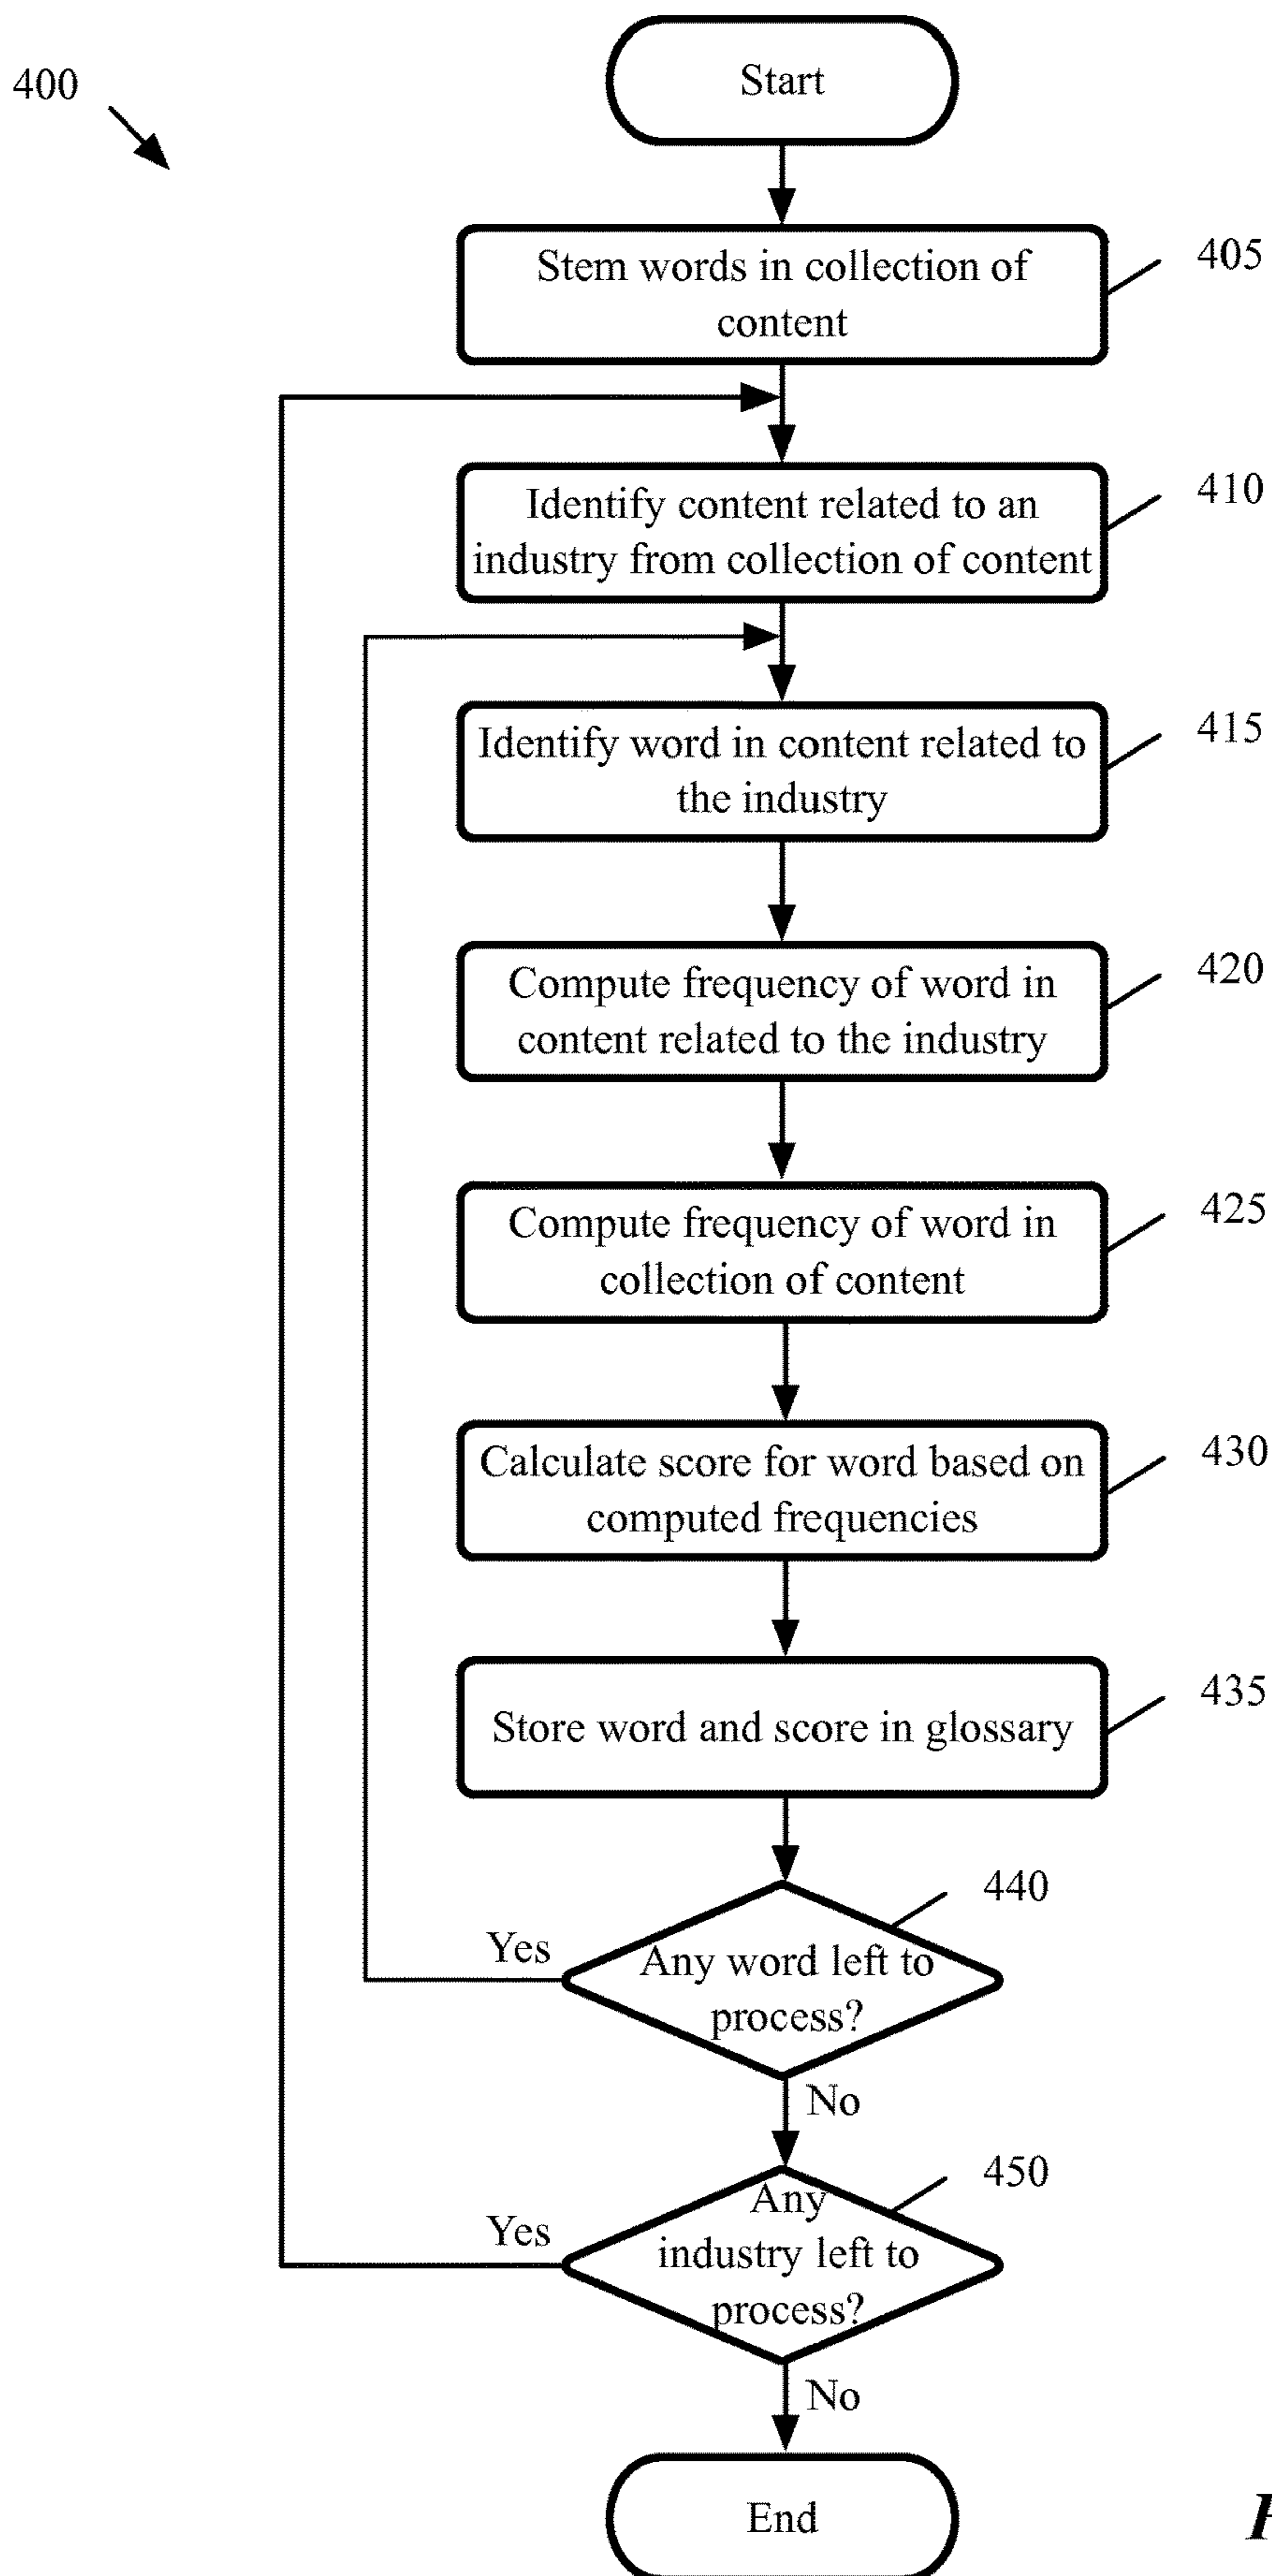 400
Start
Stem words in collection of
content
405
Identify content related to an
industry from collection of content
410
Identify word in content related to
the industry
415
Compute frequency of word in
content related to the industry
420
Compute frequency of word in
collection of content
425
Calculate score for word based on
computed frequencies
430
Store word and score in glossary
435
Any word left to
process?
440
Yes
No
Any
industry left to
process?
450
Yes
No
End